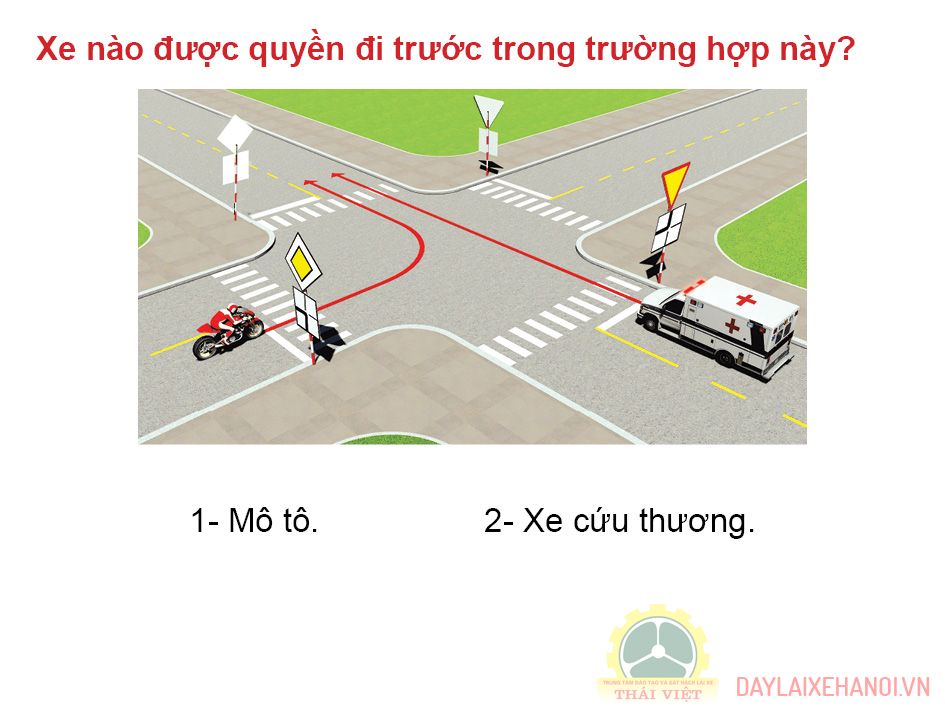 Xe nào được quyền đi trước trong trường hợp này?
1- Mô tô. 2- Xe cứu thương.
TRUNG TÂM ĐÀO TẠO VÀ SÁT HẠCH LÁI XE
THÁI VIỆT
DAYLAIXEHANOI.VN